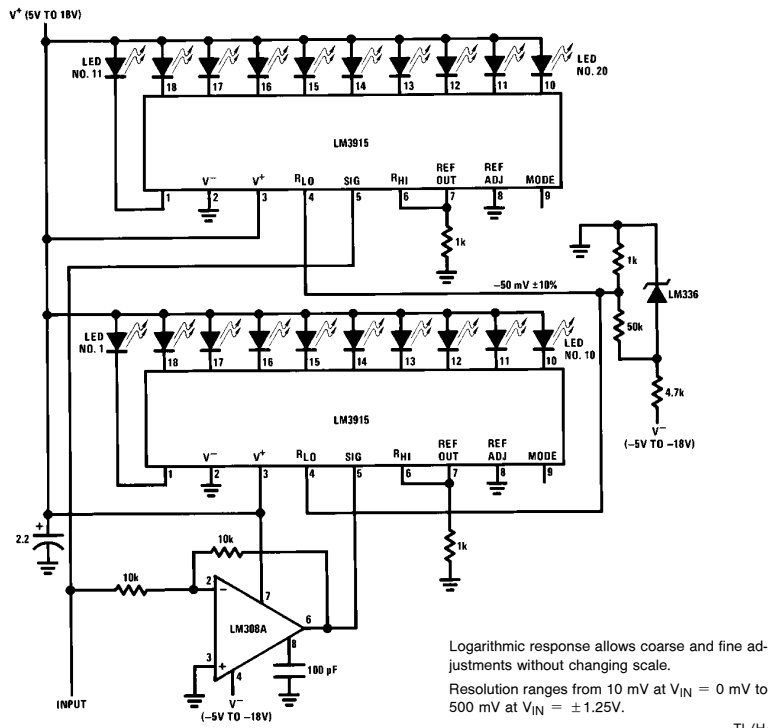 V+ (5V TO 18V)
LED NO. 11
LED NO. 20
18 17 16 15 14 13 12 11 10
LM3915
V− V+ RLO SIG RHI REF OUT REF ADJ MODE
1 2 3 4 5 6 7 8 9
1k
−50 mV ±10%
1k
LM336
50k
4.7k
V−
(−5V TO −18V)
LED NO. 1
LED NO. 10
18 17 16 15 14 13 12 11 10
LM3915
V− V+ RLO SIG RHI REF OUT REF ADJ MODE
1 2 3 4 5 6 7 8 9
+
2.2
1k
10k
10k
2 − 7
LM308A
6
8
3 + 4
100 pF
V−
(−5V TO −18V)
INPUT
Logarithmic response allows coarse and fine ad-
justments without changing scale.
Resolution ranges from 10 mV at VIN = 0 mV to
500 mV at VIN = ±1.25V.